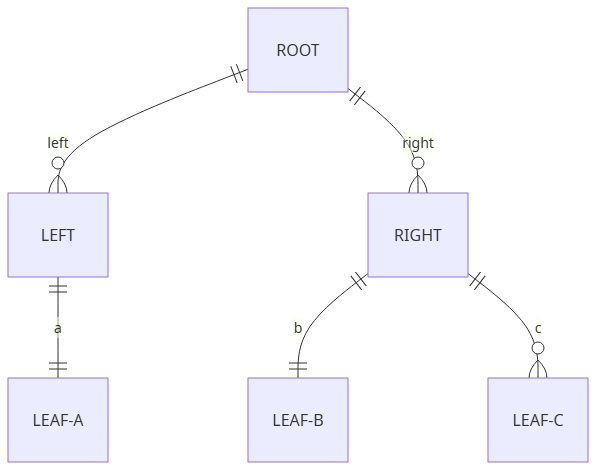 ROOT
left
right
LEFT
RIGHT
a
b
c
LEAF-A
LEAF-B
LEAF-C